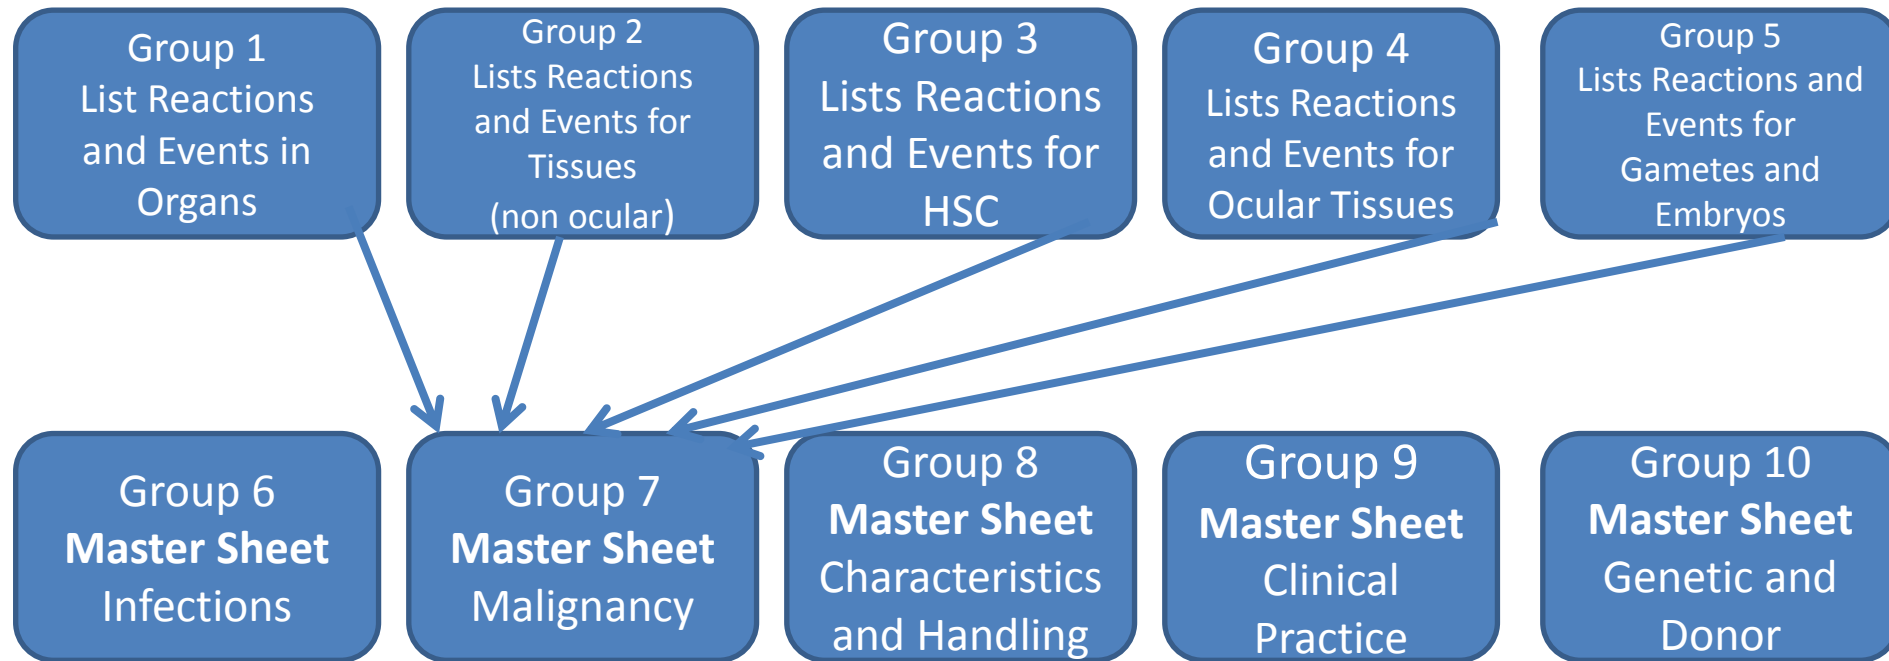 Group 1
List Reactions
and Events in
Organs
Group 2
Lists Reactions
and Events for
Tissues
(non ocular)
Group 3
Lists Reactions
and Events for
HSC
Group 4
Lists Reactions
and Events for
Ocular Tissues
Group 5
Lists Reactions and
Events for
Gametes and
Embryos
Group 6
Master Sheet
Infections
Group 7
Master Sheet
Malignancy
Group 8
Master Sheet
Characteristics
and Handling
Group 9
Master Sheet
Clinical
Practice
Group 10
Master Sheet
Genetic and
Donor